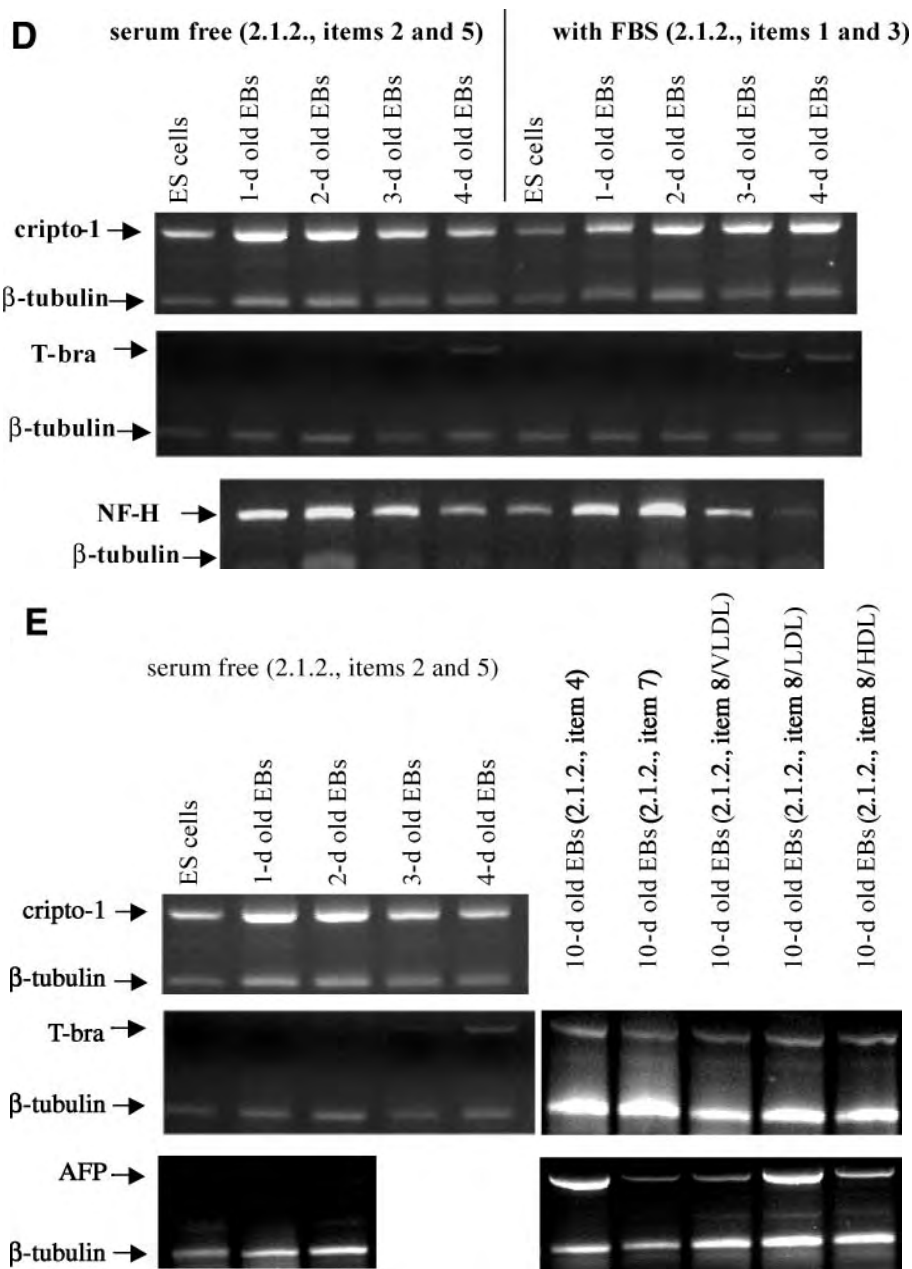 D
serum free (2.1.2., items 2 and 5)
with FBS (2.1.2., items 1 and 3)
ES cells
1-d old EBs
2-d old EBs
3-d old EBs
4-d old EBs
ES cells
1-d old EBs
2-d old EBs
3-d old EBs
4-d old EBs
cripto-1
β-tubulin
T-bra
β-tubulin
NF-H
β-tubulin
E
serum free (2.1.2., items 2 and 5)
ES cells
1-d old EBs
2-d old EBs
3-d old EBs
4-d old EBs
10-d old EBs (2.1.2., item 4)
10-d old EBs (2.1.2., item 7)
10-d old EBs (2.1.2., item 8/VLDL)
10-d old EBs (2.1.2., item 8/LDL)
10-d old EBs (2.1.2., item 8/HDL)
cripto-1
β-tubulin
T-bra
β-tubulin
AFP
β-tubulin